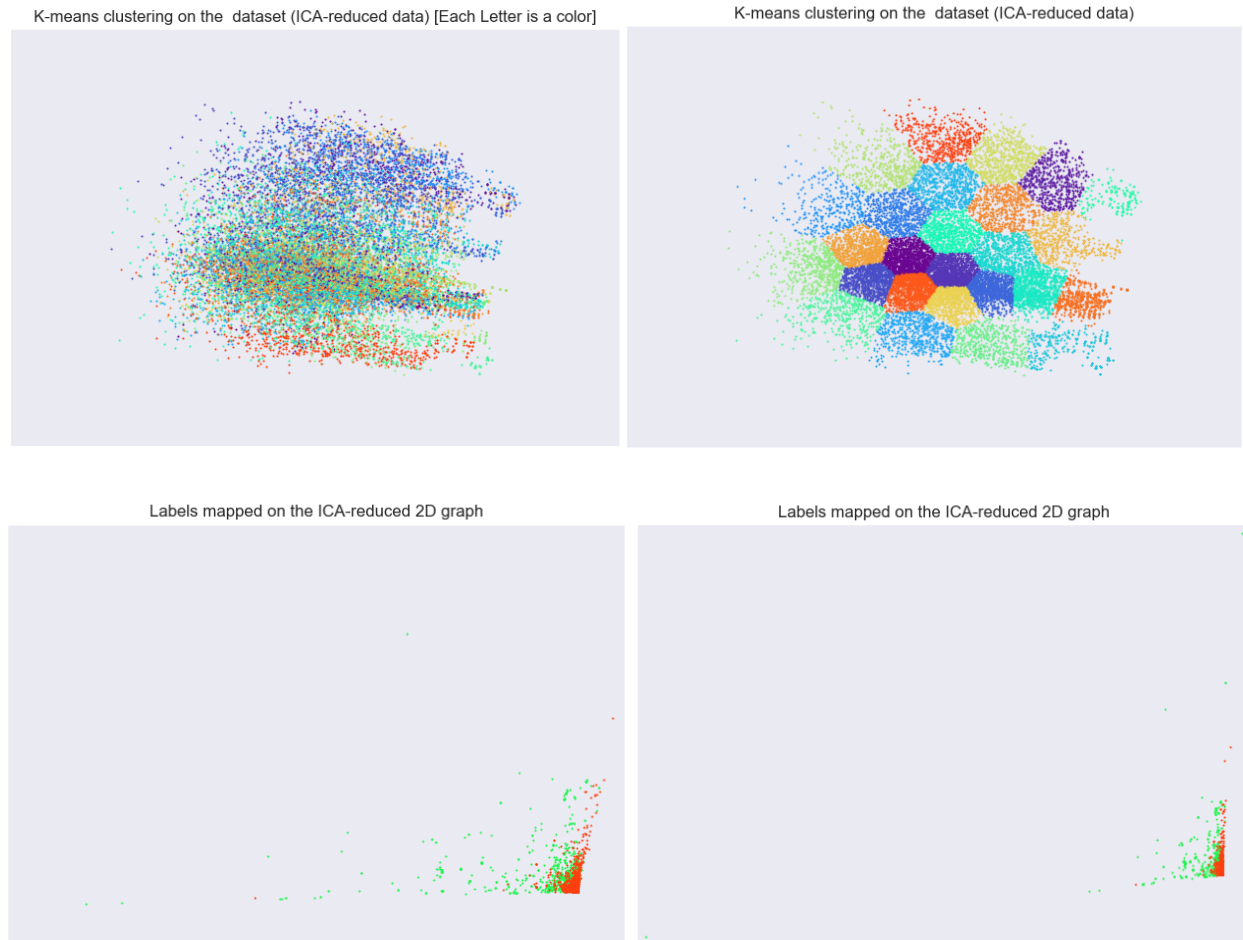 K-means clustering on the  dataset (ICA-reduced data) [Each Letter is a color]
K-means clustering on the  dataset (ICA-reduced data)
Labels mapped on the ICA-reduced 2D graph
Labels mapped on the ICA-reduced 2D graph